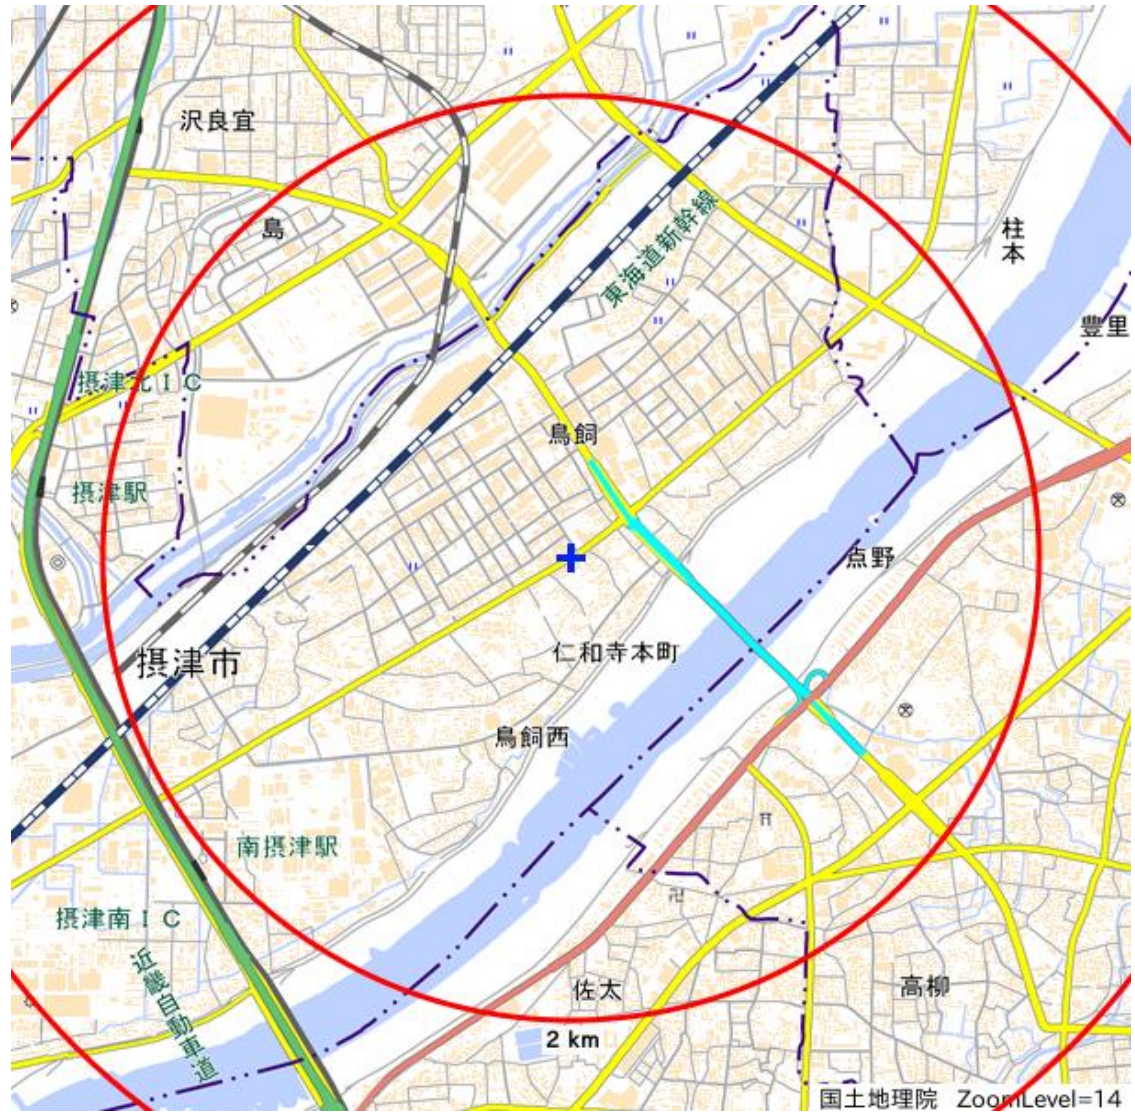 沢良宜
島
東海道新幹線
柱本
豊里
摂津北IC
鳥飼
摂津駅
点野
仁和寺本町
摂津市
鳥飼西
南摂津駅
摂津南IC
近畿自動車道
佐太
高柳
2 km
国土地理院 ZoomLevel=14